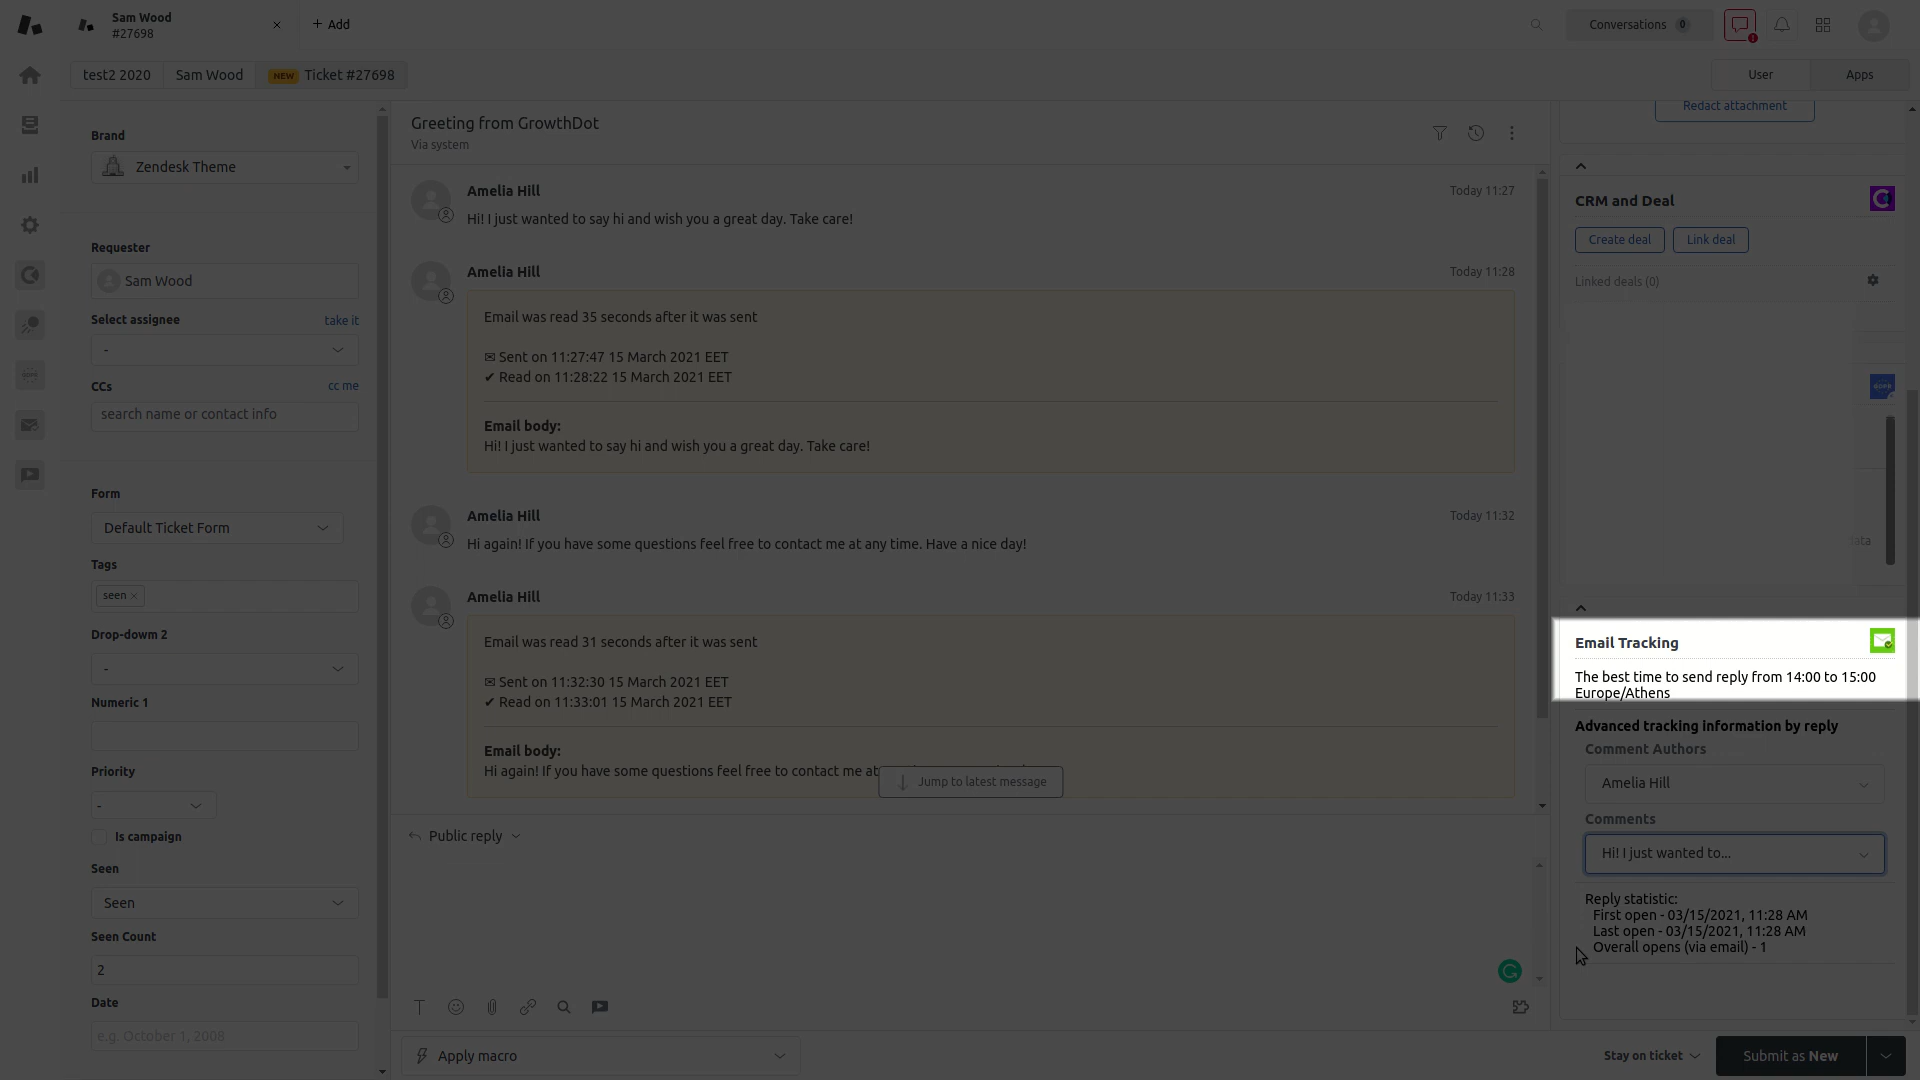 Sam Wood
#27698
×
+ Add
Conversations 0
test2 2020
Sam Wood
NEW Ticket #27698
User
Apps
Brand
Zendesk Theme
Requester
Sam Wood
Select assignee
take it
-
CCs
cc me
search name or contact info
Form
Default Ticket Form
Tags
seen ×
Drop-dowm 2
-
Numeric 1
Priority
-
Is campaign
Seen
Seen
Seen Count
2
Date
e.g. October 1, 2008
Greeting from GrowthDot
Via system
Amelia Hill
Today 11:27
Hi! I just wanted to say hi and wish you a great day. Take care!
Amelia Hill
Today 11:28
Email was read 35 seconds after it was sent
✉ Sent on 11:27:47 15 March 2021 EET
✔ Read on 11:28:22 15 March 2021 EET
Email body:
Hi! I just wanted to say hi and wish you a great day. Take care!
Amelia Hill
Today 11:32
Hi again! If you have some questions feel free to contact me at any time. Have a nice day!
Amelia Hill
Today 11:33
Email was read 31 seconds after it was sent
✉ Sent on 11:32:30 15 March 2021 EET
✔ Read on 11:33:01 15 March 2021 EET
Email body:
Hi again! If you have some questions feel free to contact me at
Jump to latest message
Public reply
Apply macro
Redact attachment
CRM and Deal
Create deal
Link deal
Linked deals (0)
Email Tracking
The best time to send reply from 14:00 to 15:00
Europe/Athens
Advanced tracking information by reply
Comment Authors
Amelia Hill
Comments
Hi! I just wanted to...
Reply statistic:
First open - 03/15/2021, 11:28 AM
Last open - 03/15/2021, 11:28 AM
Overall opens (via email) - 1
Stay on ticket
Submit as New